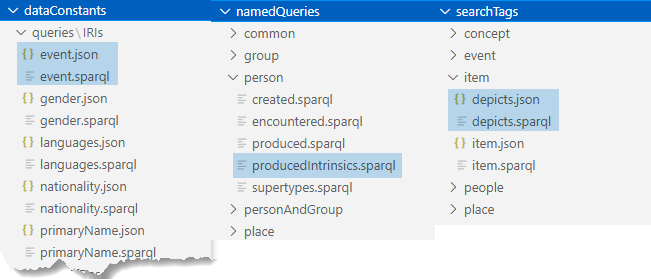 dataConstants
queries\IRIs
event.json
event.sparql
gender.json
gender.sparql
languages.json
languages.sparql
nationality.json
nationality.sparql
primaryName.json
primaryName.sparql
namedQueries
common
group
person
created.sparql
encountered.sparql
produced.sparql
producedIntrinsics.sparql
supertypes.sparql
personAndGroup
place
searchTags
concept
event
item
depicts.json
depicts.sparql
item.json
item.sparql
people
place